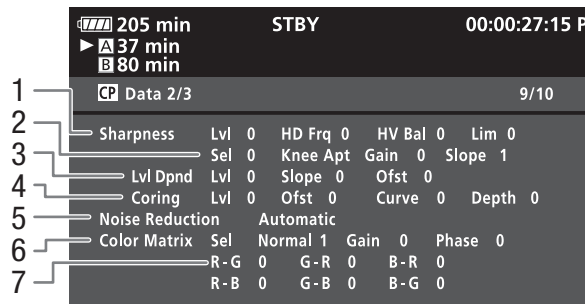 205 min STBY 00:00:27:15 P
A 37 min
B 80 min
CP Data 2/3 9/10
1 Sharpness Lvl 0 HD Frq 0 HV Bal 0 Lim 0
2 Sel 0 Knee Apt Gain 0 Slope 1
3 Lvl Dpnd Lvl 0 Slope 0 Ofst 0
4 Coring Lvl 0 Ofst 0 Curve 0 Depth 0
5 Noise Reduction Automatic
6 Color Matrix Sel Normal 1 Gain 0 Phase 0
7 R-G 0 G-R 0 B-R 0
R-B 0 G-B 0 B-G 0